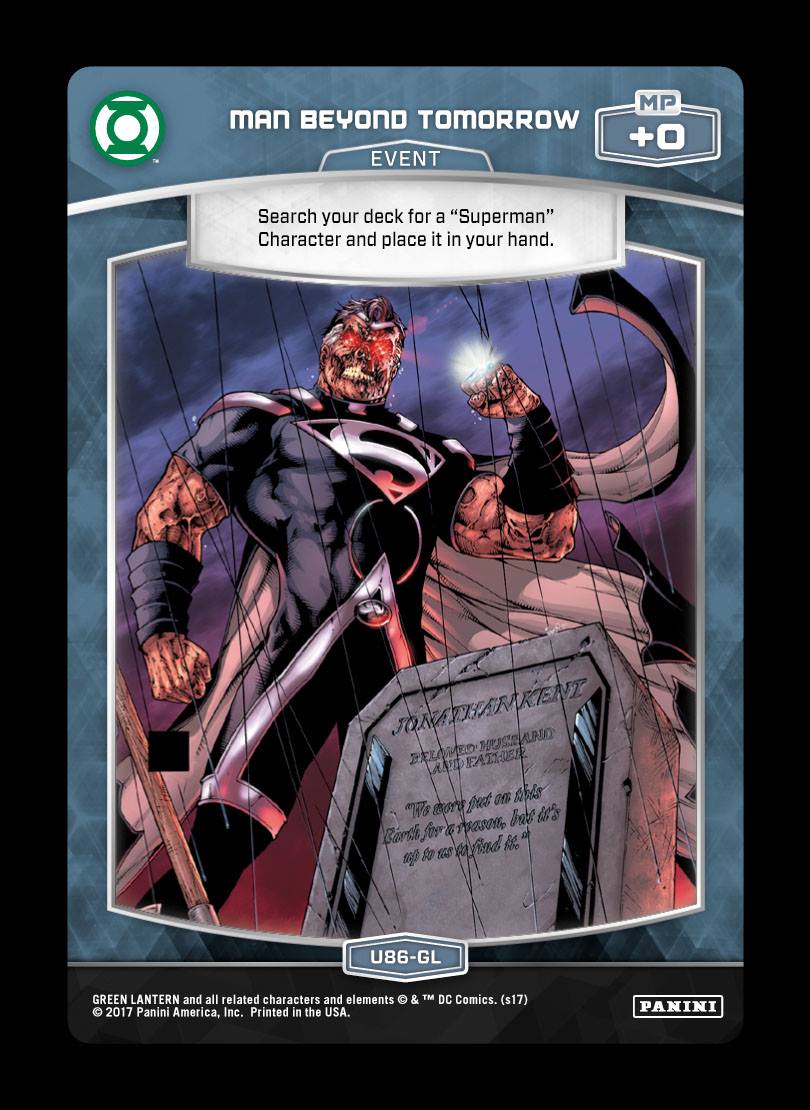 MAN BEYOND TOMORROW
MP
+0
EVENT
™
Search your deck for a “Superman”
Character and place it in your hand.
JONATHAN KENT
BELOVED HUSBAND
AND FATHER
"We were put on this
Earth for a reason, but it's
up to us to find it."
U86-GL
GREEN LANTERN and all related characters and elements © & ™ DC Comics. (s17)
© 2017 Panini America, Inc. Printed in the USA.
PANINI